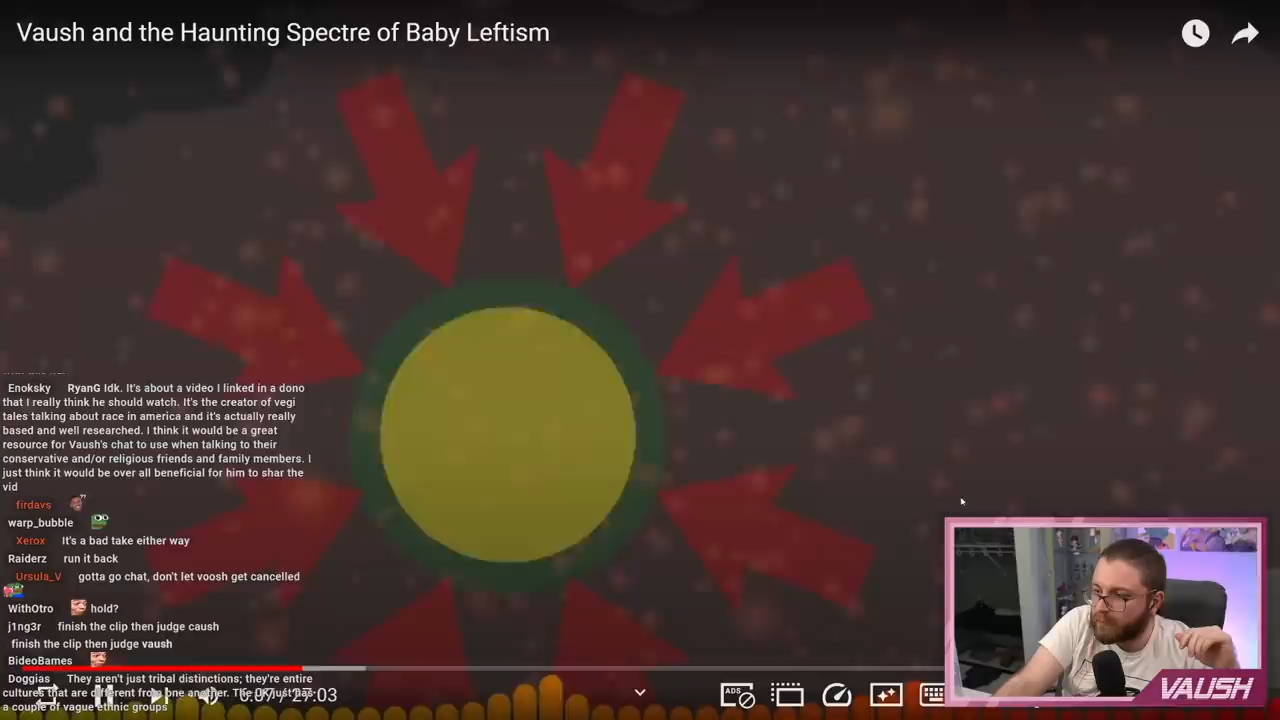 Vaush and the Haunting Spectre of Baby Leftism
Enoksky RyanG Idk. It's about a video I linked in a dono
that I really think he should watch. It's the creator of vegi
tales talking about race in america and it's actually really
based and well researched. I think it would be a great
resource for Vaush's chat to use when talking to their
conservative and/or religious friends and family members. I
just think it would be over all beneficial for him to shar the
vid
firdavs
warp_bubble
Xerox It's a bad take either way
Raiderz run it back
Ursula_V gotta go chat, don't let voosh get cancelled
WithOtro hold?
j1ng3r finish the clip then judge caush
finish the clip then judge vaush
BideoBames
Doggias They aren't just tribal distinctions; they're entire
cultures that are different from one another. The
a couple of vague ethnic groups
6:07 / 27:03
ADS
VAUSH